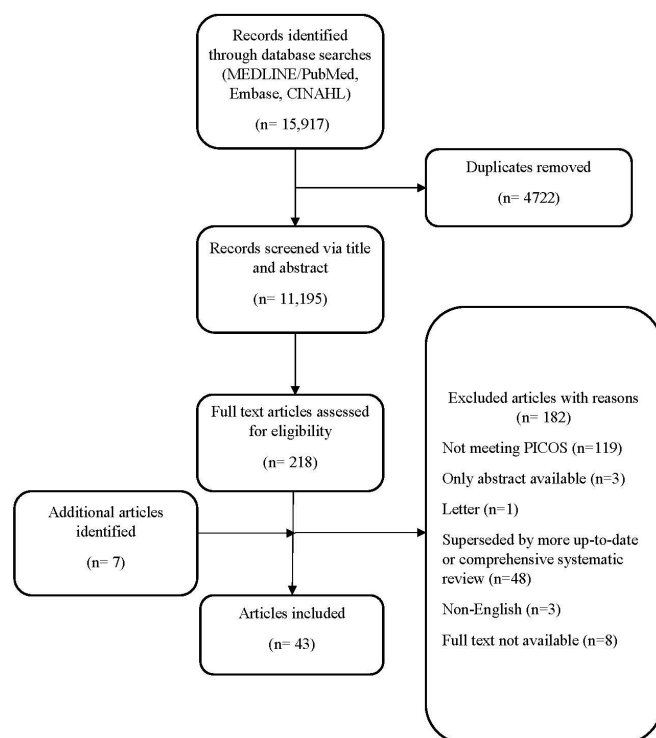 Records identified
through database searches
(MEDLINE/PubMed,
Embase, CINAHL)
(n= 15,917)
Duplicates removed
(n= 4722)
Records screened via title
and abstract
(n= 11,195)
Full text articles assessed
for eligibility
(n= 218)
Excluded articles with reasons
(n= 182)
Not meeting PICOS (n=119)
Only abstract available (n=3)
Letter (n=1)
Superseded by more up-to-date
or comprehensive systematic
review (n=48)
Non-English (n=3)
Full text not available (n=8)
Additional articles
identified
(n= 7)
Articles included
(n= 43)